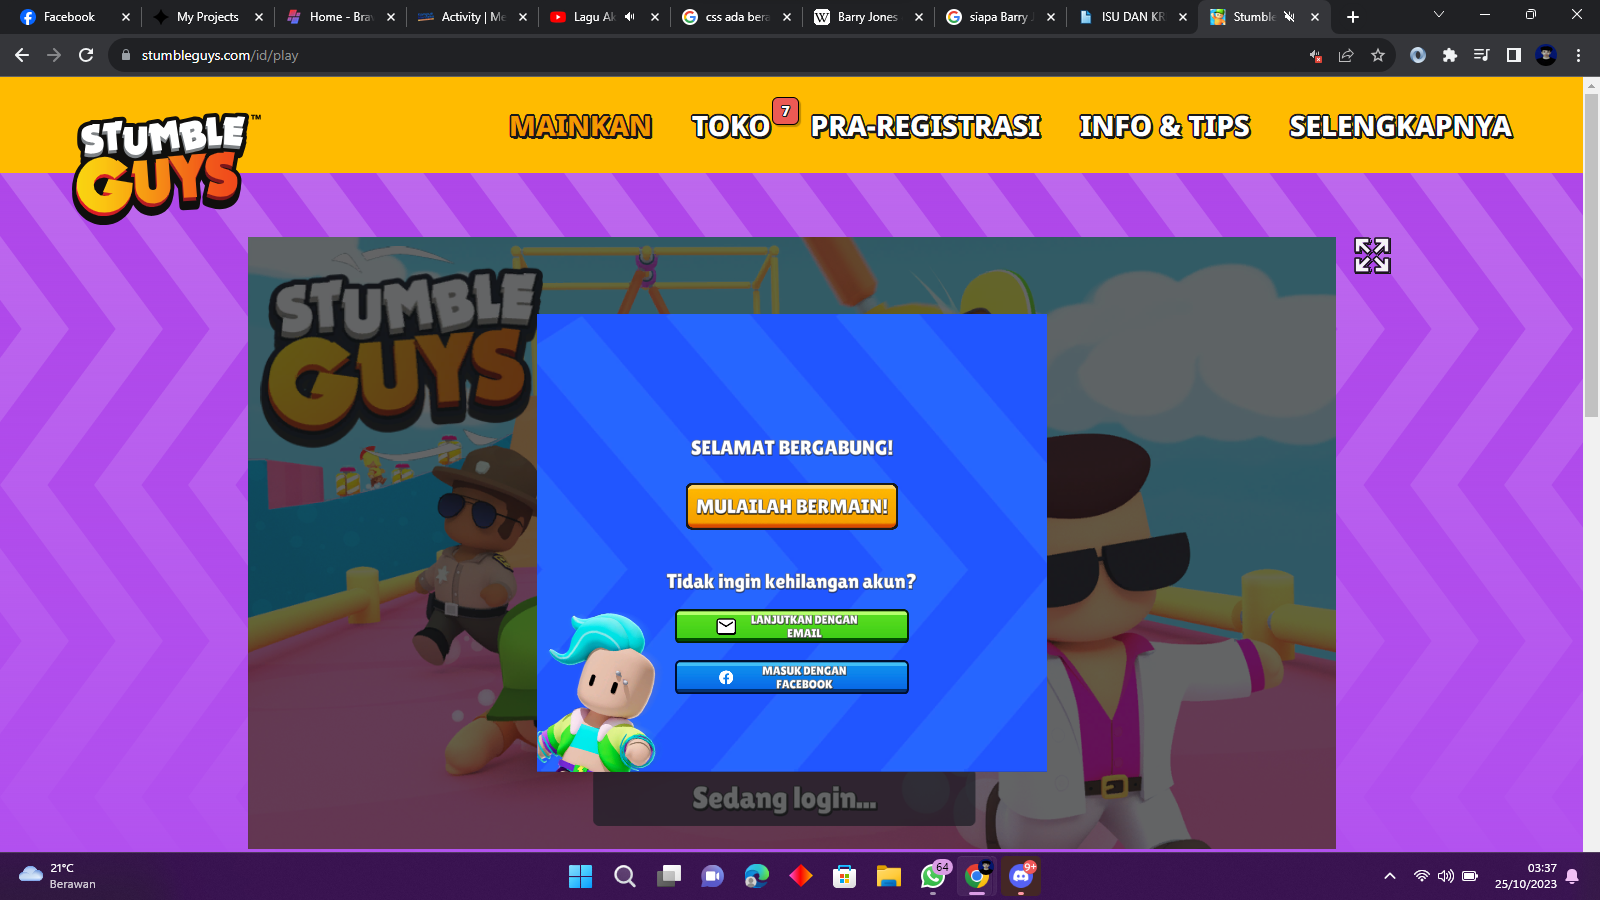 Facebook
My Projects
Home - Brav
Activity | Me
Lagu Ak
css ada bera
Barry Jones
siapa Barry J
ISU DAN KR
Stumble
stumbleguys.com/id/play
STUMBLE GUYS™
MAINKAN
TOKO
7
PRA-REGISTRASI
INFO & TIPS
SELENGKAPNYA
STUMBLE
GUYS
SELAMAT BERGABUNG!
MULAILAH BERMAIN!
Tidak ingin kehilangan akun?
LANJUTKAN DENGAN
EMAIL
MASUK DENGAN
FACEBOOK
Sedang login...
21°C
Berawan
64
9+
03:37
25/10/2023